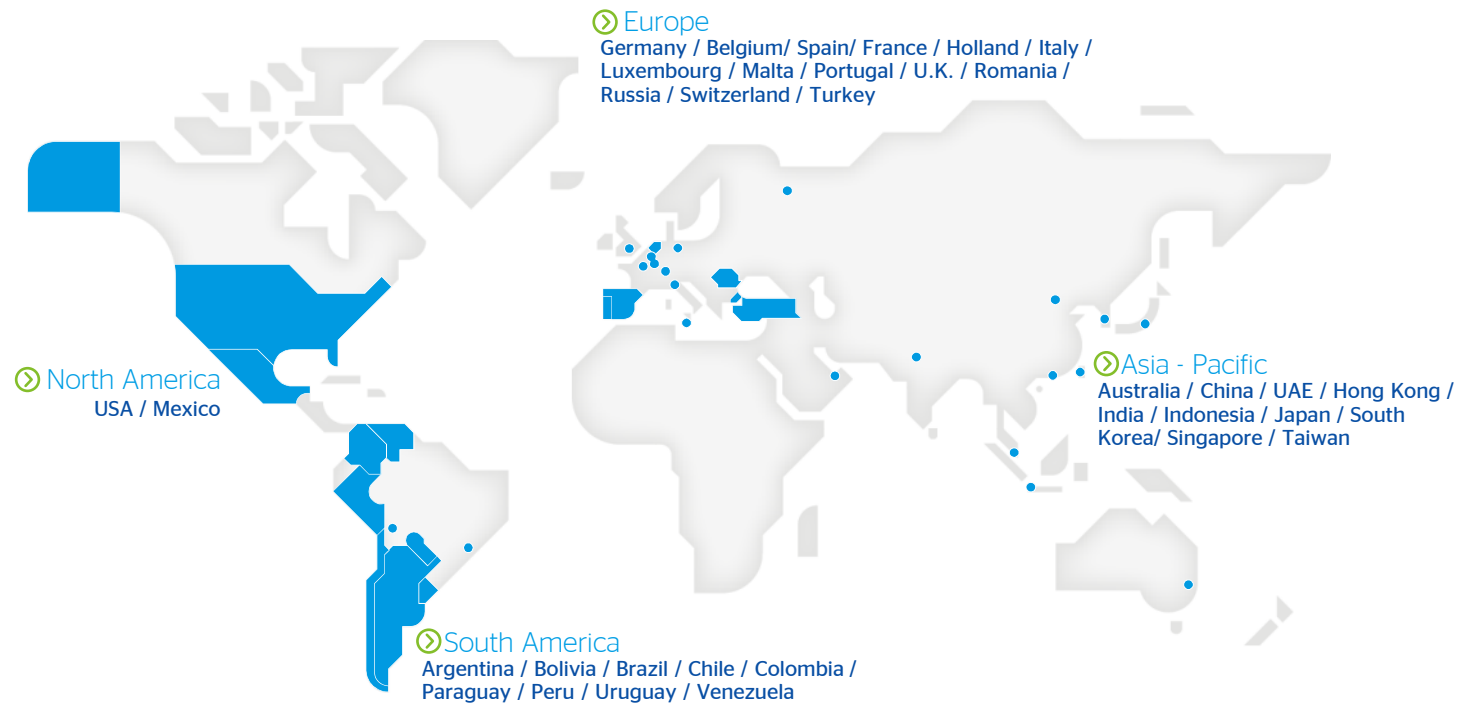 Europe
Germany / Belgium/ Spain/ France / Holland / Italy /
Luxembourg / Malta / Portugal / U.K. / Romania /
Russia / Switzerland / Turkey
North America
USA / Mexico
Asia - Pacific
Australia / China / UAE / Hong Kong /
India / Indonesia / Japan / South
Korea/ Singapore / Taiwan
South America
Argentina / Bolivia / Brazil / Chile / Colombia /
Paraguay / Peru / Uruguay / Venezuela